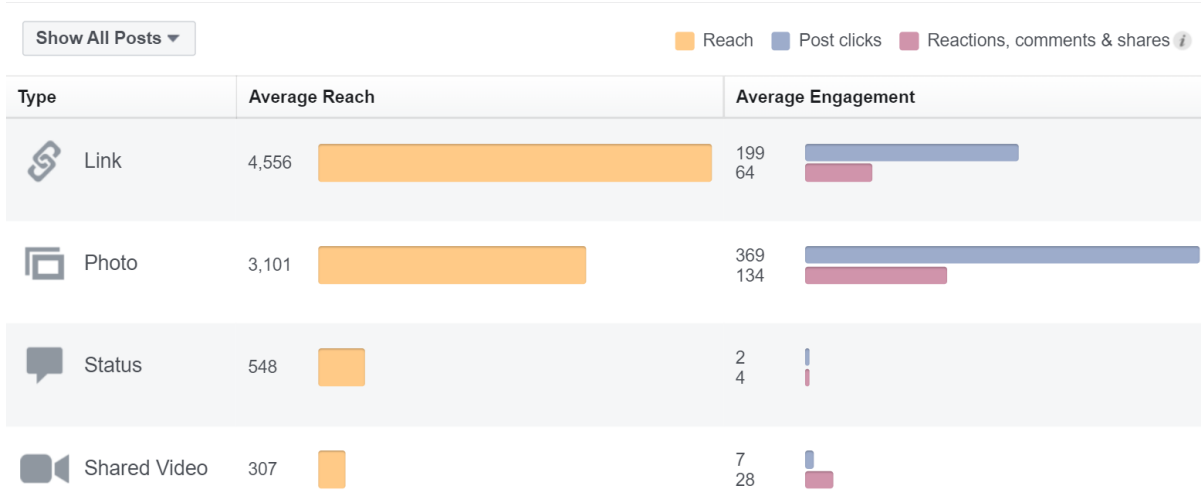 Show All Posts
Reach Post clicks Reactions, comments & shares i
Type Average Reach Average Engagement
Link 4,556 199
64
Photo 3,101 369
134
Status 548 2
4
Shared Video 307 7
28